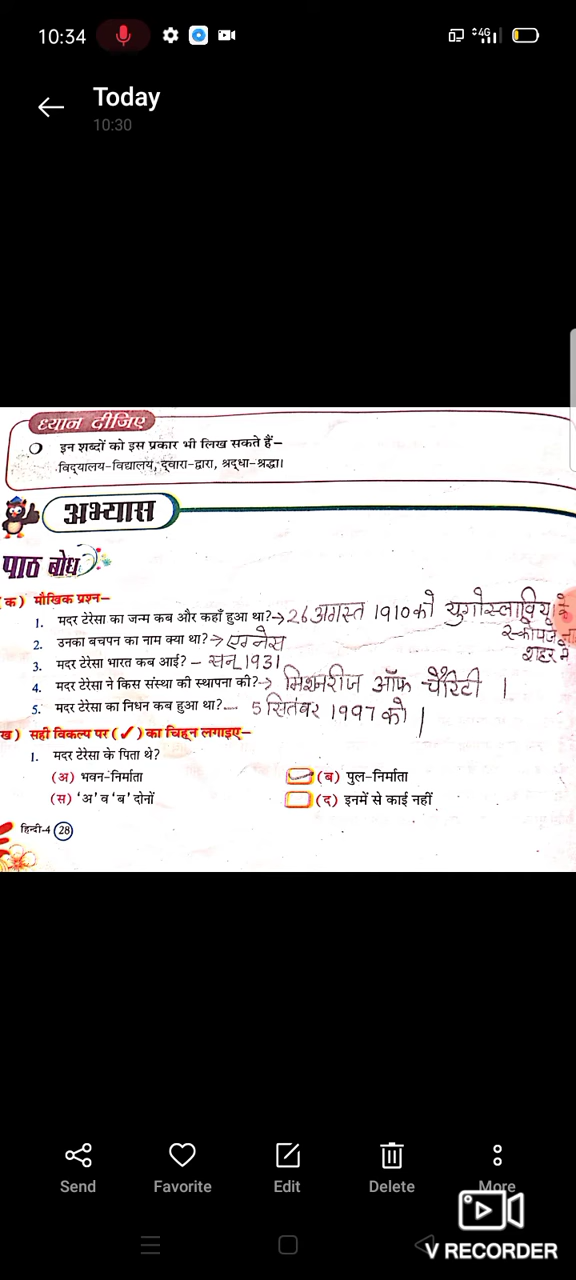 10:34
4G
Today
10:30
ध्यान दीजिए
इन शब्दों को इस प्रकार भी लिख सकते हैं–
विद्‌यालय-विद्यालय, द्‌वारा-द्वारा, श्रद्‌धा-श्रद्धा।
अभ्यास
पाठ बोध
क) मौखिक प्रश्न–
1. मदर टेरेसा का जन्म कब और कहाँ हुआ था?→26 अगस्त 1910 को युगोस्लाविया के
स्कोपजे
शहर में
2. उनका बचपन का नाम क्या था?→एग्नेस
3. मदर टेरेसा भारत कब आई? – सन् 1931
4. मदर टेरेसा ने किस संस्था की स्थापना की?→ मिशनरीज ऑफ चैरिटी ।
5. मदर टेरेसा का निधन कब हुआ था?— 5 सितंबर 1997 को |
ख) सही विकल्प पर (✓) का चिह्‌न लगाइए–
1. मदर टेरेसा के पिता थे?
(अ) भवन-निर्माता (ब) पुल-निर्माता
(स) 'अ' व 'ब' दोनों (द) इनमें से काई नहीं
हिन्दी-4 28
Send Favorite Edit Delete More
V RECORDER